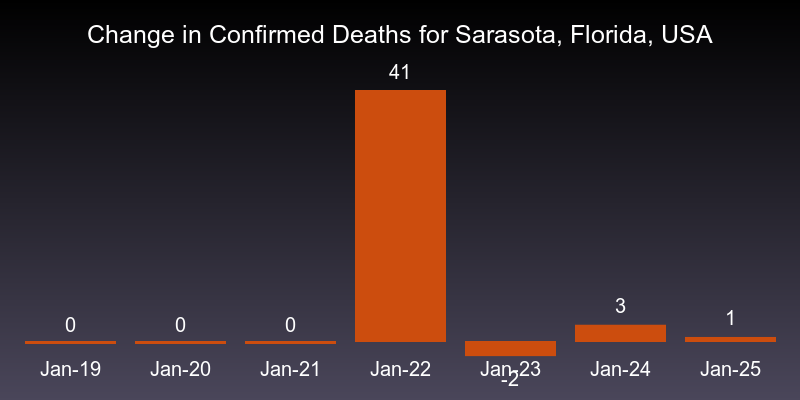 Change in Confirmed Deaths for Sarasota, Florida, USA
41
0 0 0 3 1
Jan-19 Jan-20 Jan-21 Jan-22 Jan-23 Jan-24 Jan-25
-2